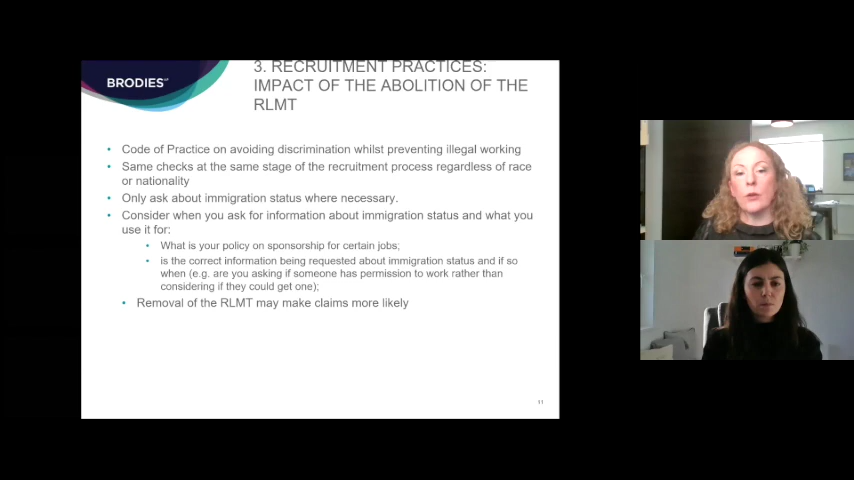 BRODIES LLP
3. RECRUITMENT PRACTICES:
IMPACT OF THE ABOLITION OF THE
RLMT
• Code of Practice on avoiding discrimination whilst preventing illegal working
• Same checks at the same stage of the recruitment process regardless of race
or nationality
• Only ask about immigration status where necessary.
• Consider when you ask for information about immigration status and what you
use it for:
• What is your policy on sponsorship for certain jobs;
• is the correct information being requested about immigration status and if so
when (e.g. are you asking if someone has permission to work rather than
considering if they could get one);
• Removal of the RLMT may make claims more likely
11